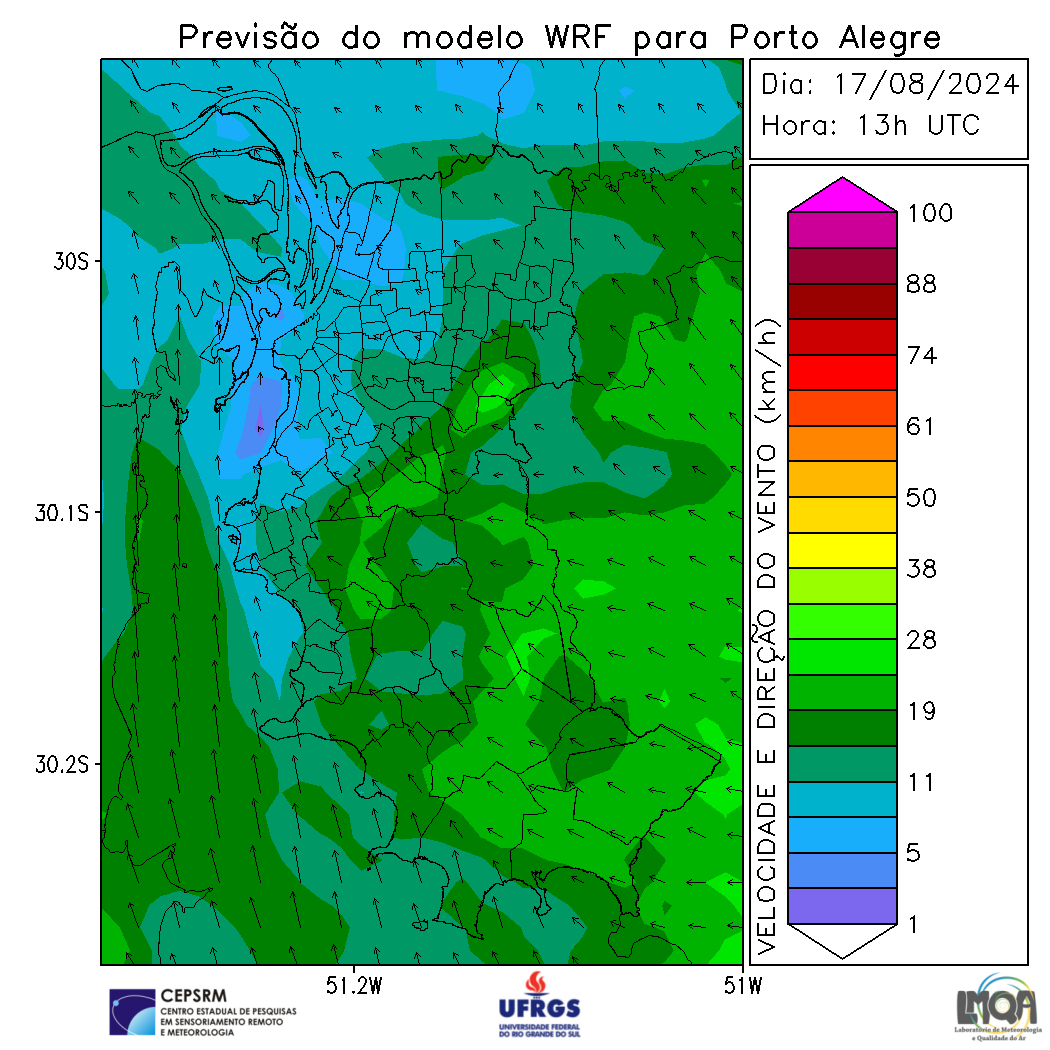 Previsão do modelo WRF para Porto Alegre
Dia: 17/08/2024
Hora: 13h UTC
30S
30.1S
30.2S
51.2W
51W
VELOCIDADE E DIREÇÃO DO VENTO (km/h)
100
88
74
61
50
38
28
19
11
5
1
CEPSRM
CENTRO ESTADUAL DE PESQUISAS
EM SENSORIAMENTO REMOTO
E METEOROLOGIA
UFRGS
UNIVERSIDADE FEDERAL
DO RIO GRANDE DO SUL
LMQA
Laboratório de Meteorologia
e Qualidade do Ar